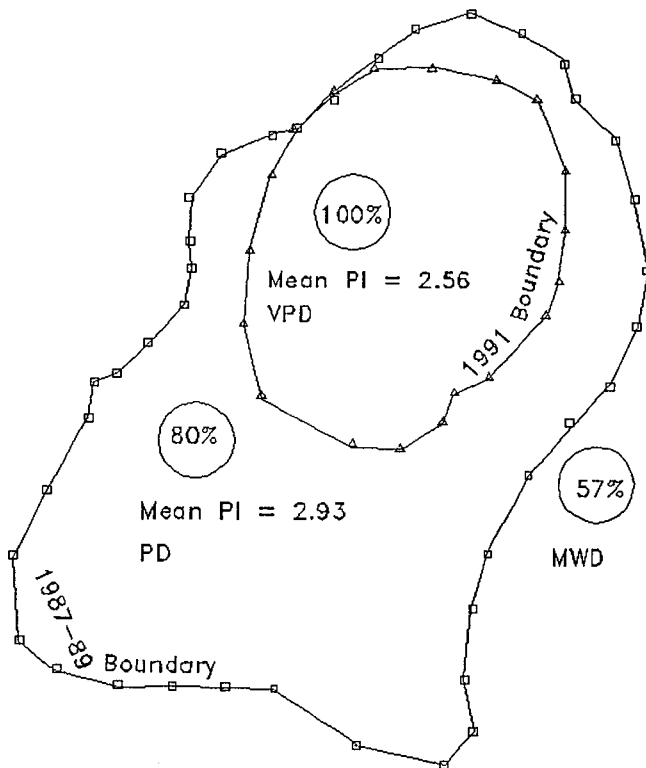 100%
Mean PI = 2.56
VPD
1991 Boundary
80%
Mean PI = 2.93
PD
57%
MWD
1987-89 Boundary